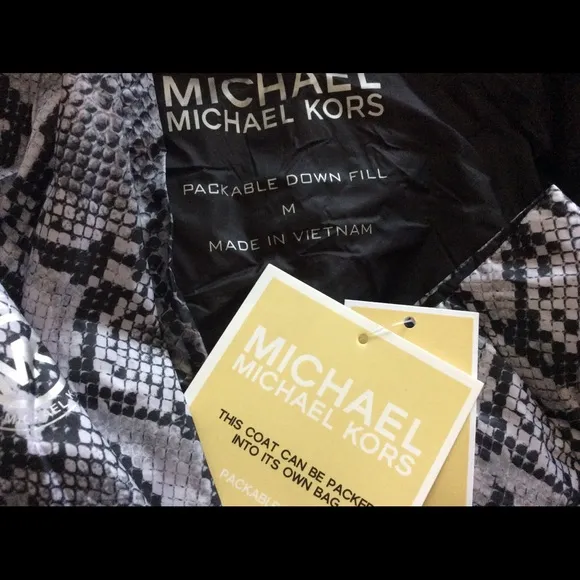 MICHAEL
MICHAEL KORS
PACKABLE DOWN FILL
M
MADE IN VIETNAM
MICHAEL
MICHAEL KORS
THIS COAT CAN BE PACKED
INTO ITS OWN BAG
PACKABLE